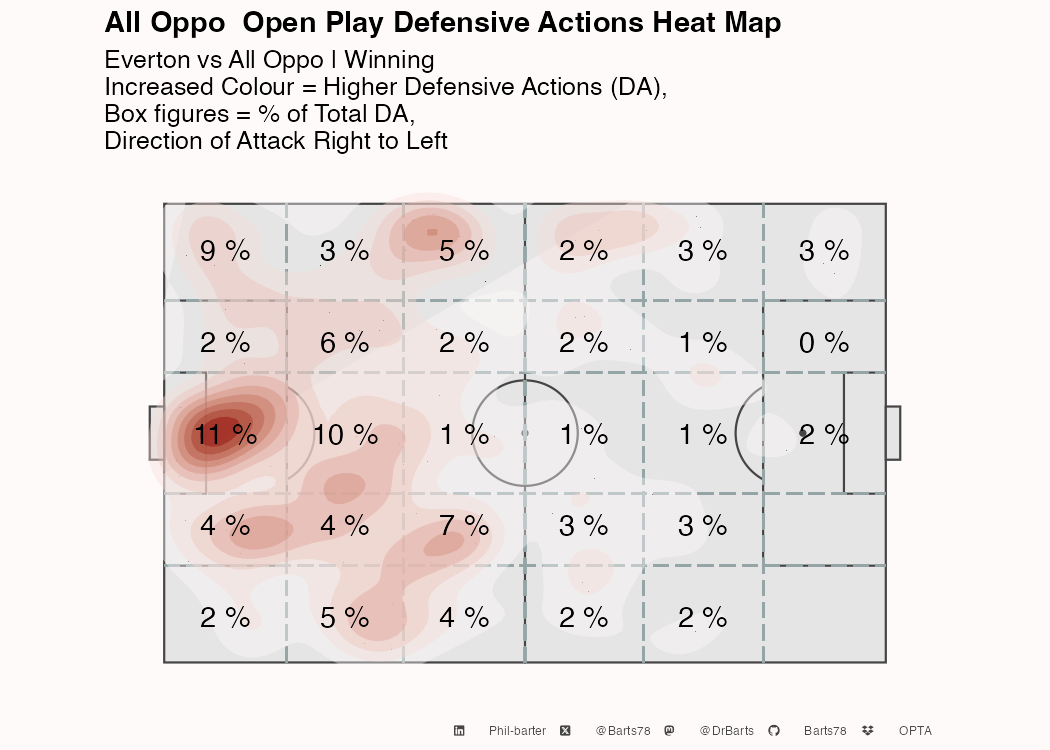 All Oppo  Open Play Defensive Actions Heat Map
Everton vs All Oppo | Winning
Increased Colour = Higher Defensive Actions (DA),
Box figures = % of Total DA,
Direction of Attack Right to Left
9 % 3 % 5 % 2 % 3 % 3 %
2 % 6 % 2 % 2 % 1 % 0 %
11 % 10 % 1 % 1 % 1 % 2 %
4 % 4 % 7 % 3 % 3 %
2 % 5 % 4 % 2 % 2 %
Phil-barter @Barts78 @DrBarts Barts78 OPTA